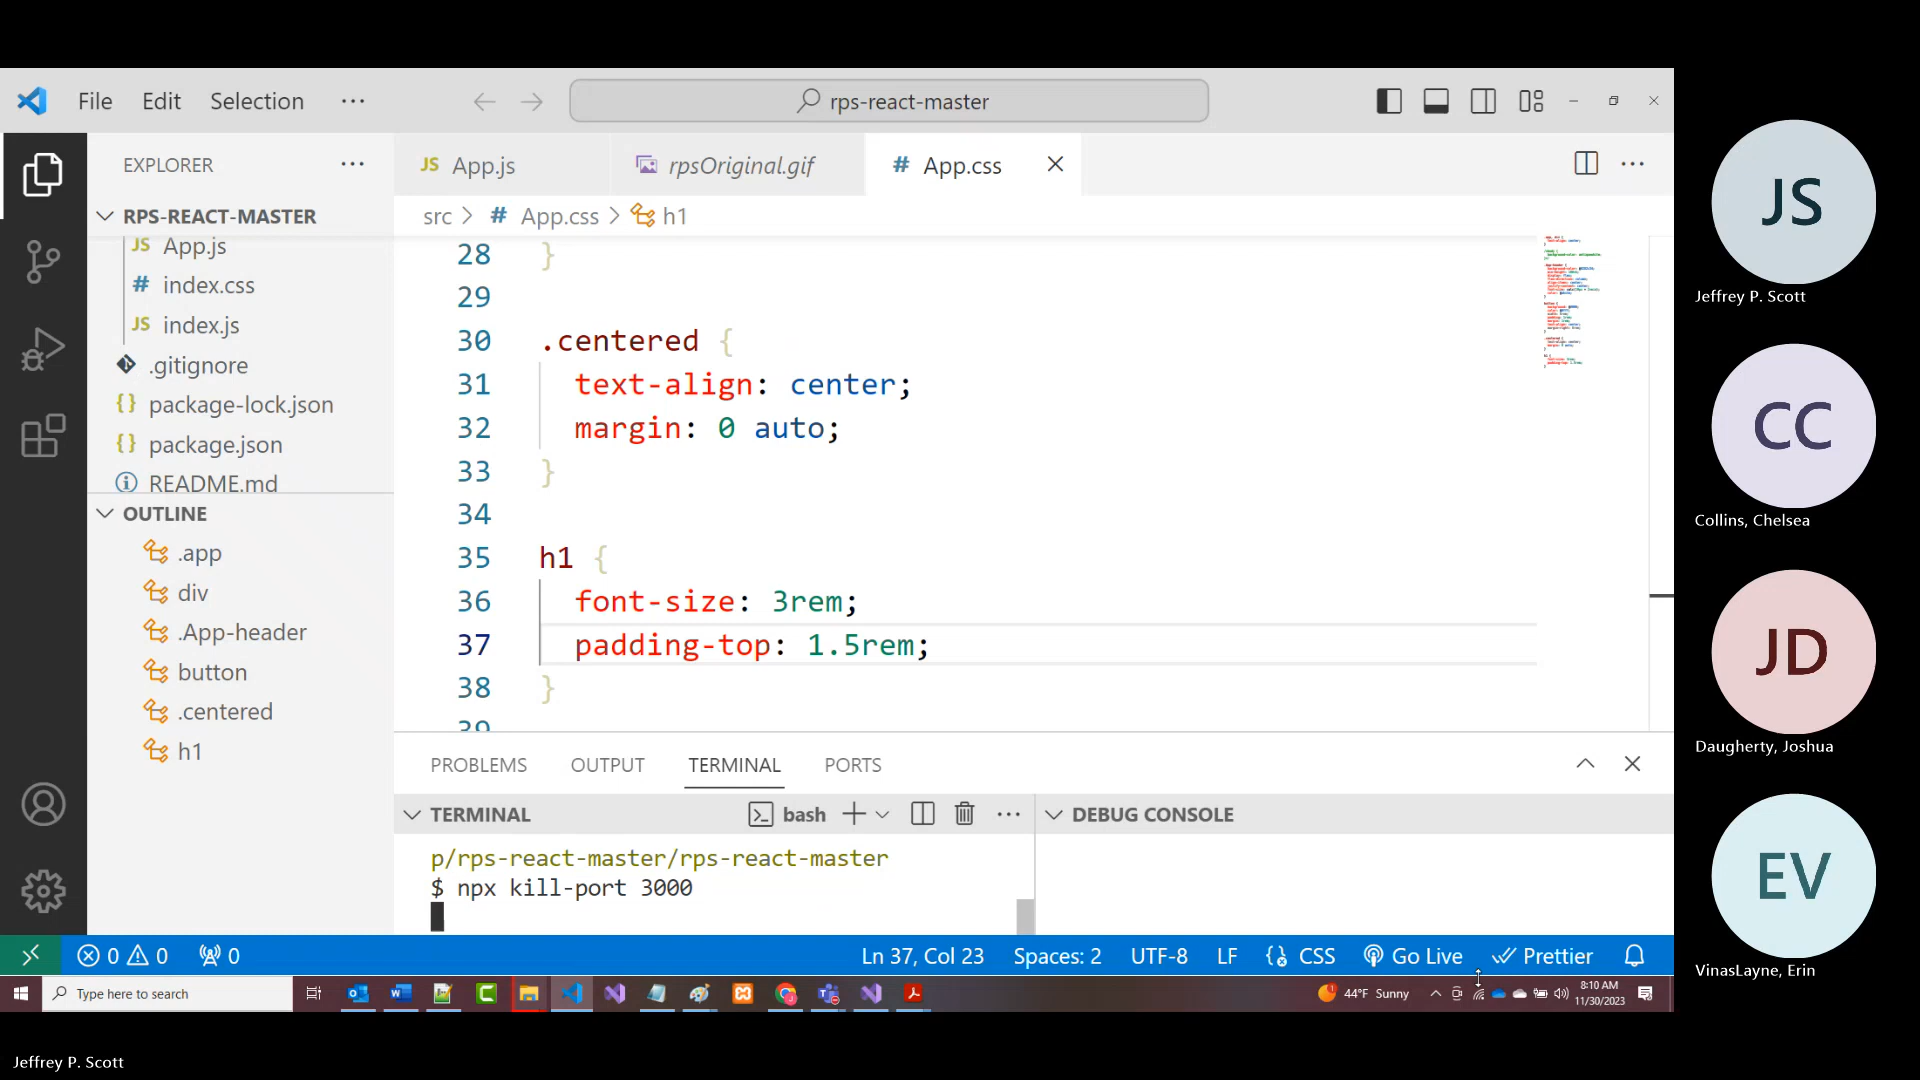 File Edit Selection ···
rps-react-master
EXPLORER ···
RPS-REACT-MASTER
JS App.js
# index.css
JS index.js
.gitignore
{} package-lock.json
{} package.json
README.md
OUTLINE
.app
div
.App-header
button
.centered
h1
JS App.js
rpsOriginal.gif
# App.css
src > # App.css > h1
28 }
29
30 .centered {
31 text-align: center;
32 margin: 0 auto;
33 }
34
35 h1 {
36 font-size: 3rem;
37 padding-top: 1.5rem;
38 }
39
PROBLEMS OUTPUT TERMINAL PORTS
TERMINAL
bash
DEBUG CONSOLE
p/rps-react-master/rps-react-master
$ npx kill-port 3000
0 0 0
Ln 37, Col 23 Spaces: 2 UTF-8 LF {} CSS Go Live Prettier
Type here to search
44°F Sunny
8:10 AM
11/30/2023
JS
Jeffrey P. Scott
CC
Collins, Chelsea
JD
Daugherty, Joshua
EV
VinasLayne, Erin
Jeffrey P. Scott